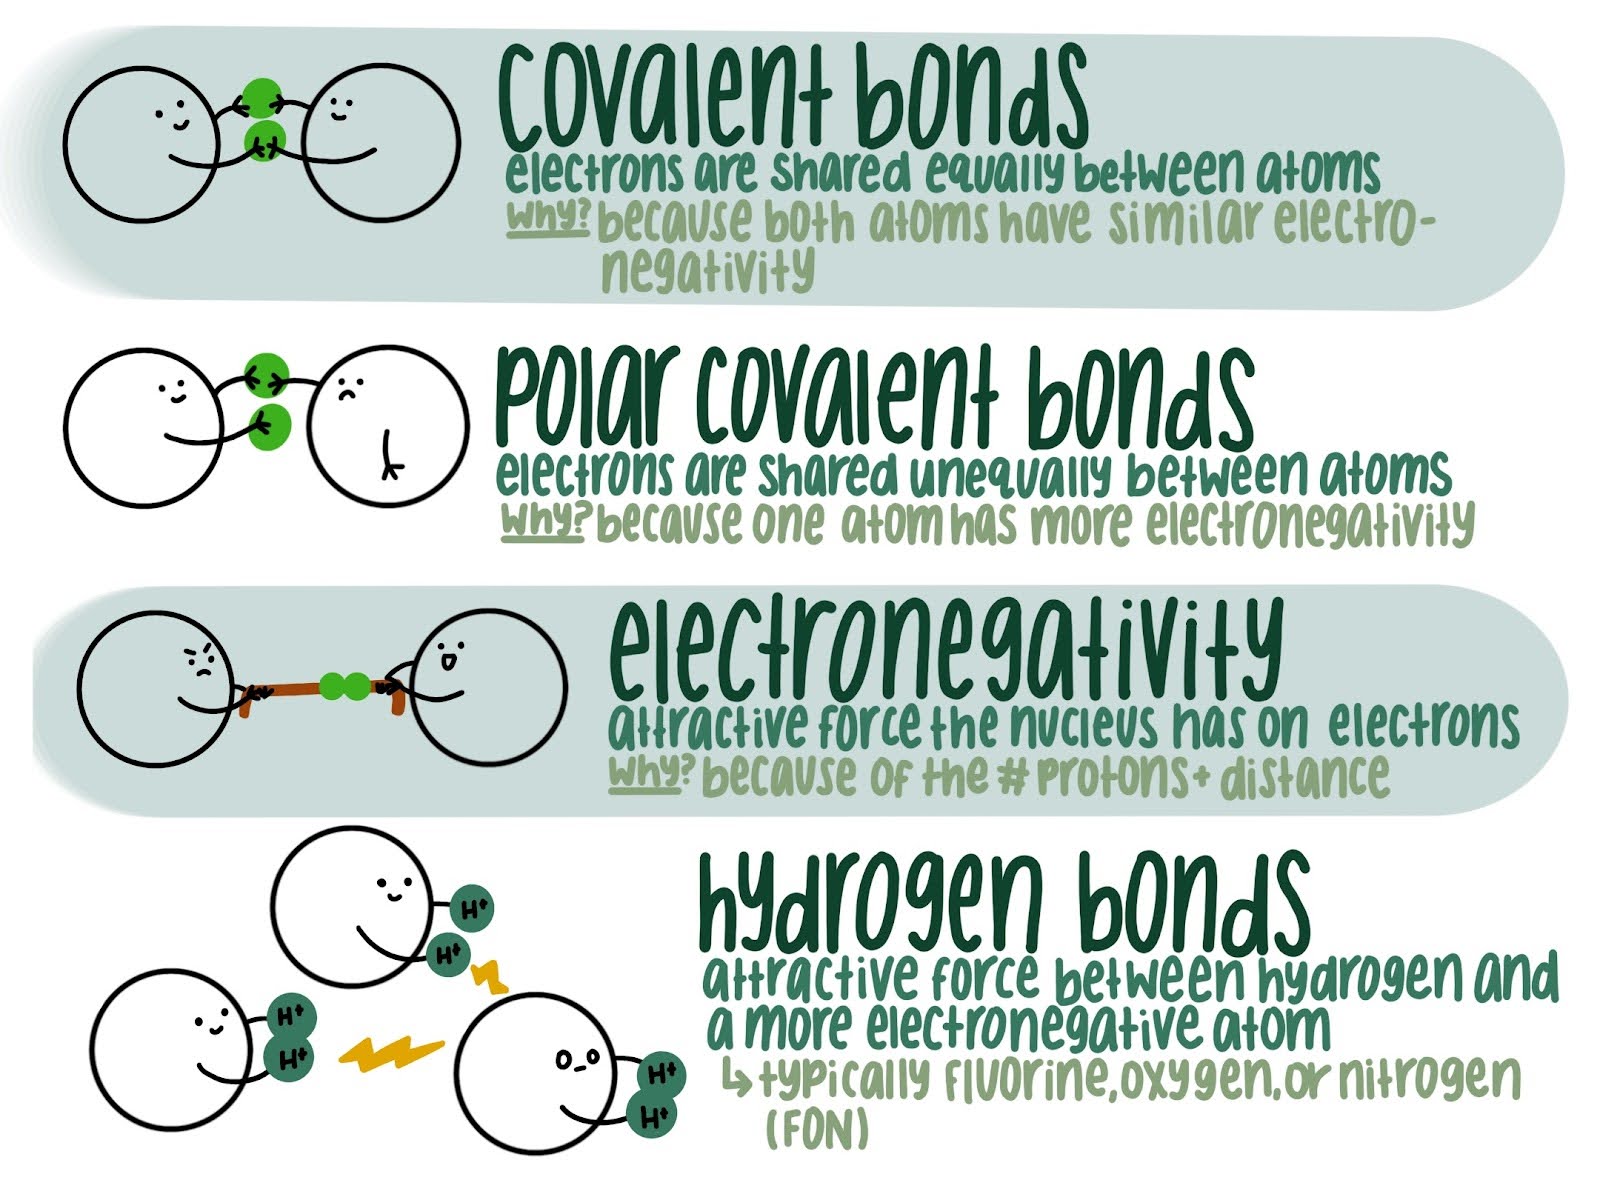 covalent bonds
electrons are shared equally between atoms
why? because both atoms have similar electro-
negativity
polar covalent bonds
electrons are shared unequally between atoms
why? because one atom has more electronegativity
electronegativity
attractive force the nucleus has on electrons
why? because of the # protons + distance
hydrogen bonds
H+
H+
attractive force between hydrogen and
a more electronegative atom
H+
H+
↳ typically fluorine, oxygen, or nitrogen
H+
H+
(FON)